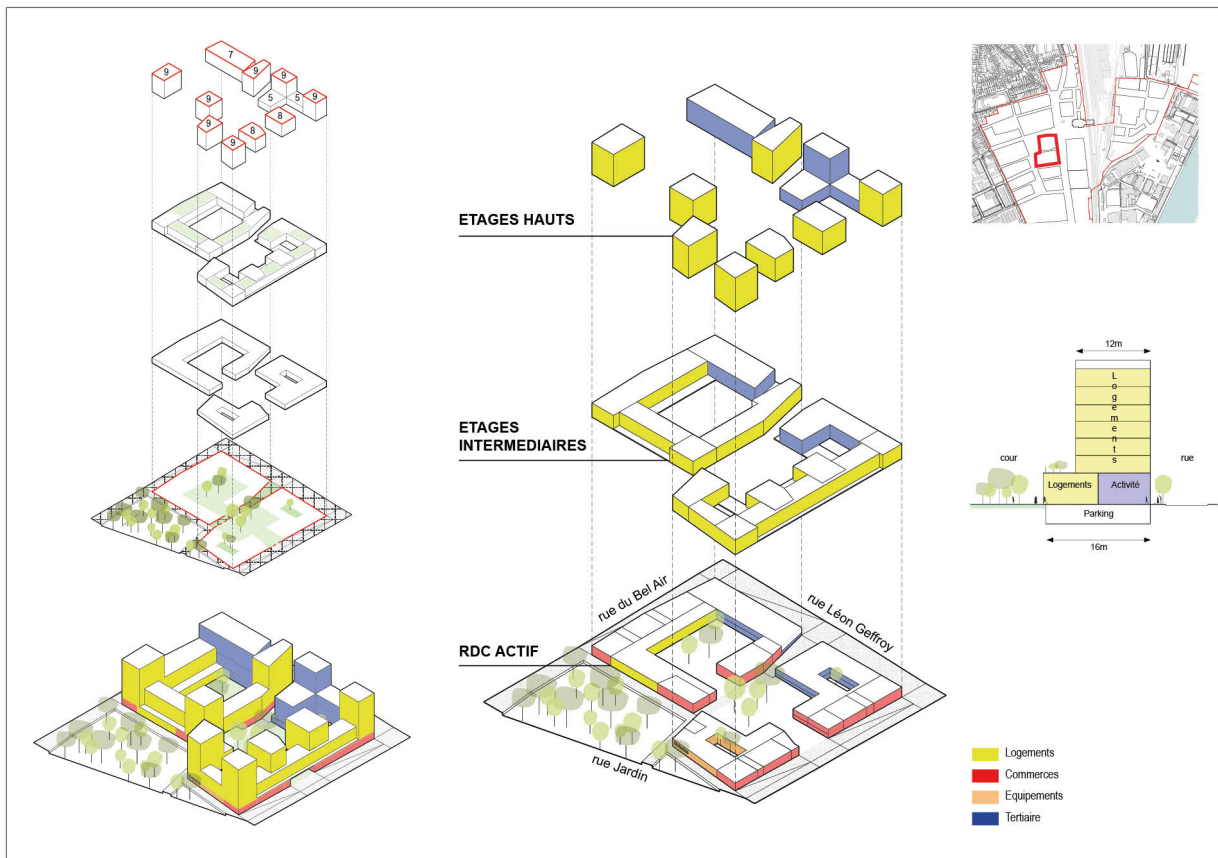 7
9
9
9
5
5
9
9
8
9
8
9
ETAGES HAUTS
ETAGES
INTERMEDIAIRES
RDC ACTIF
rue du Bel Air
rue Léon Geffroy
rue Jardin
12m
Logements
cour
rue
Logements
Activité
Parking
16m
Logements
Commerces
Equipements
Tertiaire